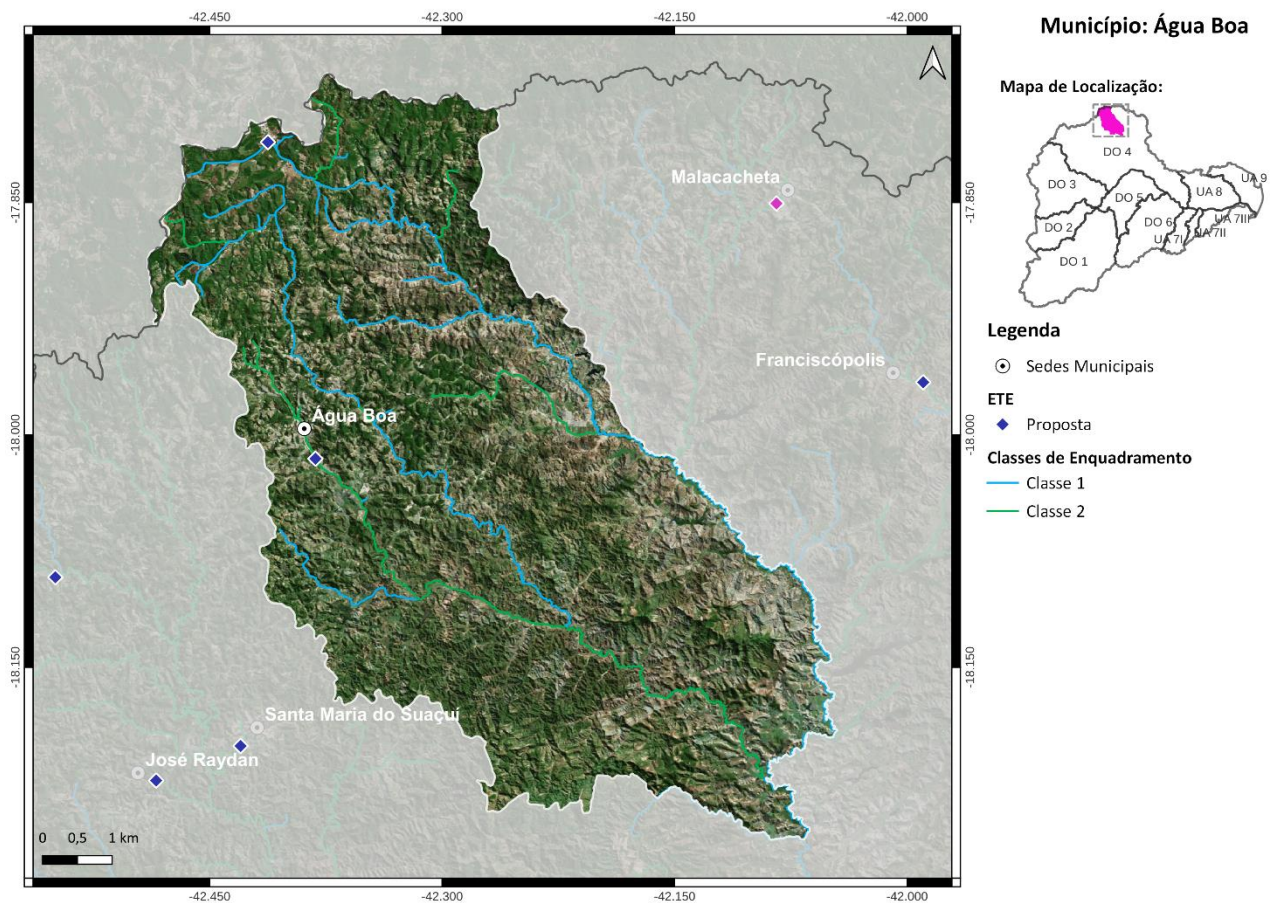 -42.450
-42.300
-42.150
-42.000
Município: Água Boa
Mapa de Localização:
DO 4
DO 3
DO 5
UA 8
UA 9
DO 2
DO 6
UA 7III
UA 7II
UA 7I
DO 1
-17.850
-17.850
Malacacheta
Legenda
Sedes Municipais
ETE
Proposta
Classes de Enquadramento
Classe 1
Classe 2
Franciscópolis
Água Boa
-18.000
-18.000
-18.150
-18.150
Santa Maria do Suaçuí
José Raydan
0 0,5 1 km
-42.450
-42.300
-42.150
-42.000